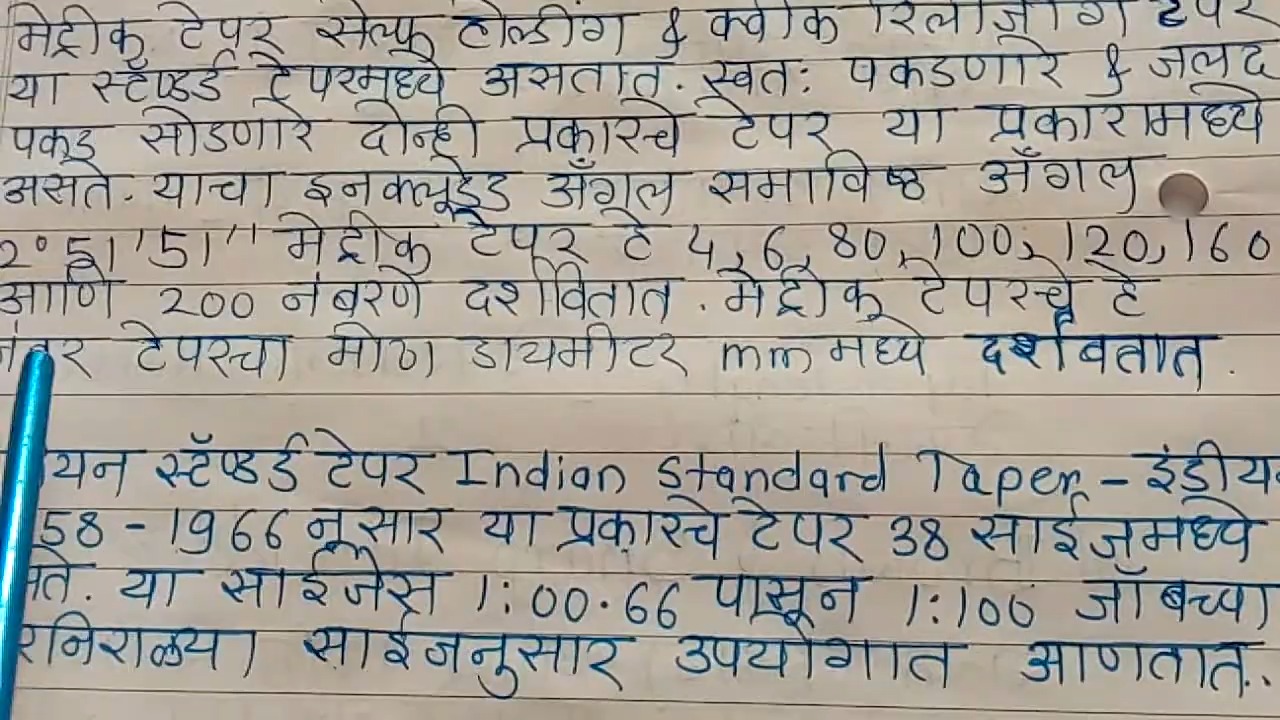 मेट्रीक टेपर सेल्फ होल्डींग & क्वीक रिलीजींग टेपर
या स्टॅण्डर्ड टेपरमध्ये असतात. स्वतः पकडणारे & जलद
पकड सोडणारे दोन्ही प्रकारचे टेपर या प्रकारामध्ये
असते. याचा इनक्लूडेड अँगल समाविष्ठ अँगल
2°51'51" मेट्रीक टेपर हे 4, 6, 80, 100, 120, 160
आणि 200 नंबरणे दर्शवितात. मेट्रीक टेपरचे हे
नंबर टेपरचा मोठा डायमीटर mm मध्ये दर्शवितात.
यन स्टॅण्डर्ड टेपर Indian Standard Taper - इंडीय
58 - 1966 नूसार या प्रकारचे टेपर 38 साईजमध्ये
ते. या साईजेस 1:00.66 पासून 1:100 जॉबच्या
निराळ्या साईजनुसार उपयोगात आणतात.